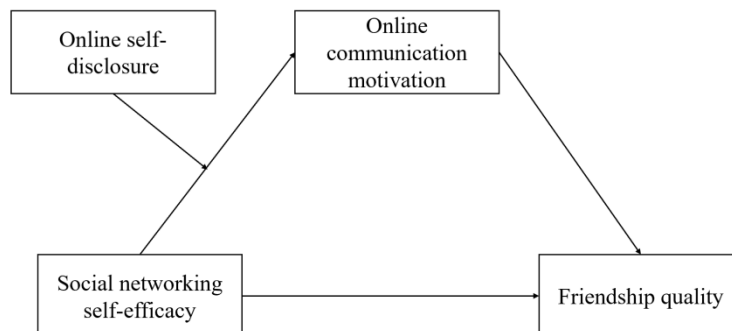 Online self-
disclosure
Online
communication
motivation
Social networking
self-efficacy
Friendship quality